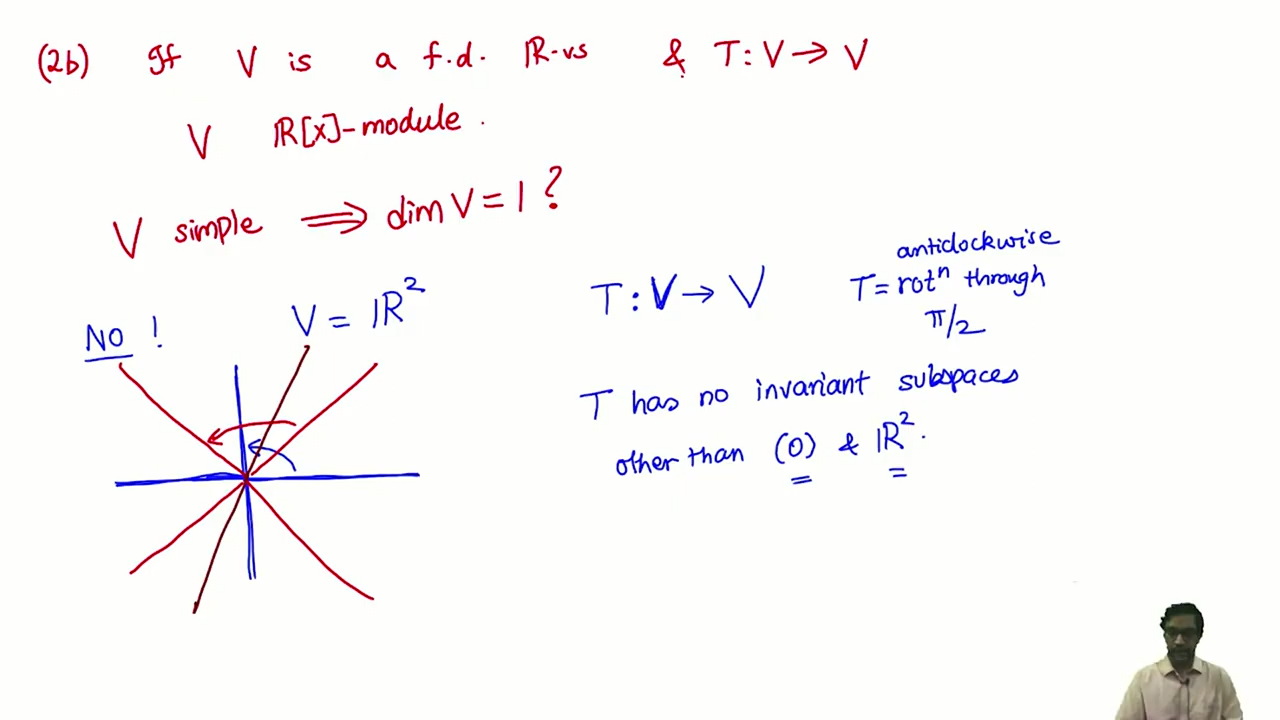 (2b) If V is a f.d. ℝ-vs & T: V → V
V ℝ[x]-module.
V simple ⟹ dim V = 1 ?
NO ! V = ℝ²
T: V → V
anticlockwise
T = rotⁿ through
π/2
T has no invariant subspaces
other than (0) & ℝ².